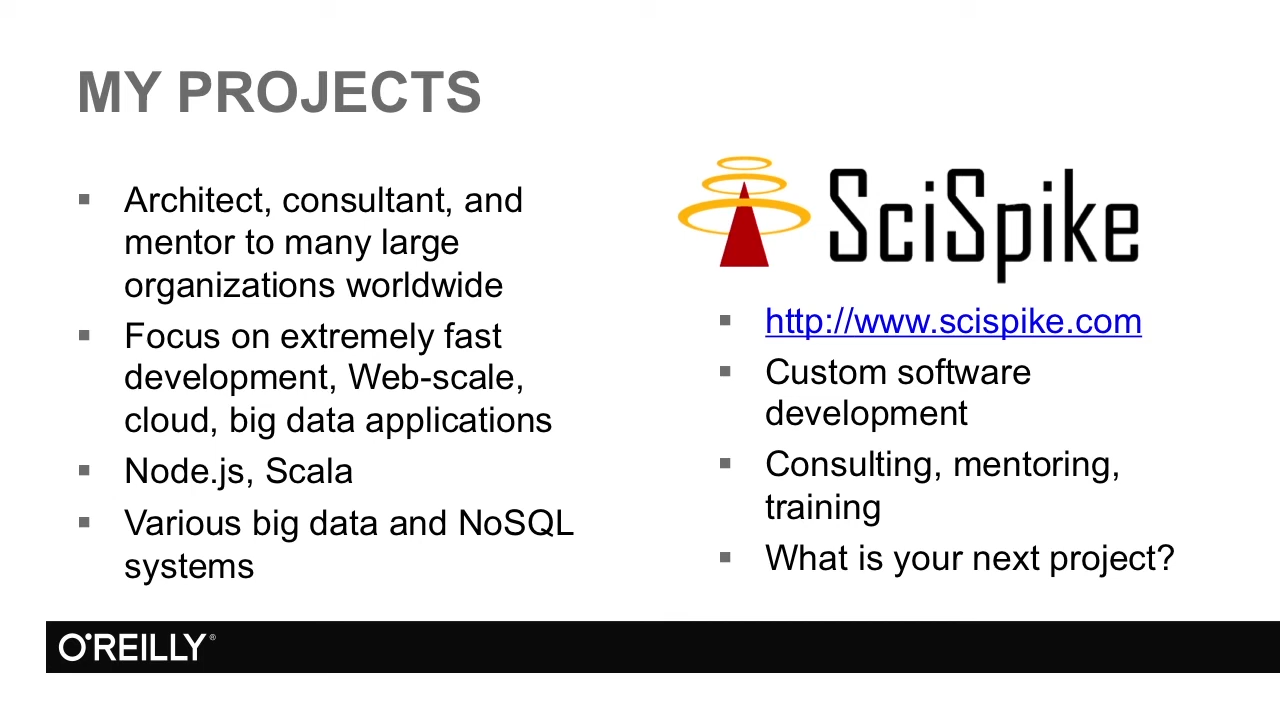 MY PROJECTS
▪ Architect, consultant, and
mentor to many large
organizations worldwide
▪ Focus on extremely fast
development, Web-scale,
cloud, big data applications
▪ Node.js, Scala
▪ Various big data and NoSQL
systems
SciSpike
▪ http://www.scispike.com
▪ Custom software
development
▪ Consulting, mentoring,
training
▪ What is your next project?
O'REILLY®